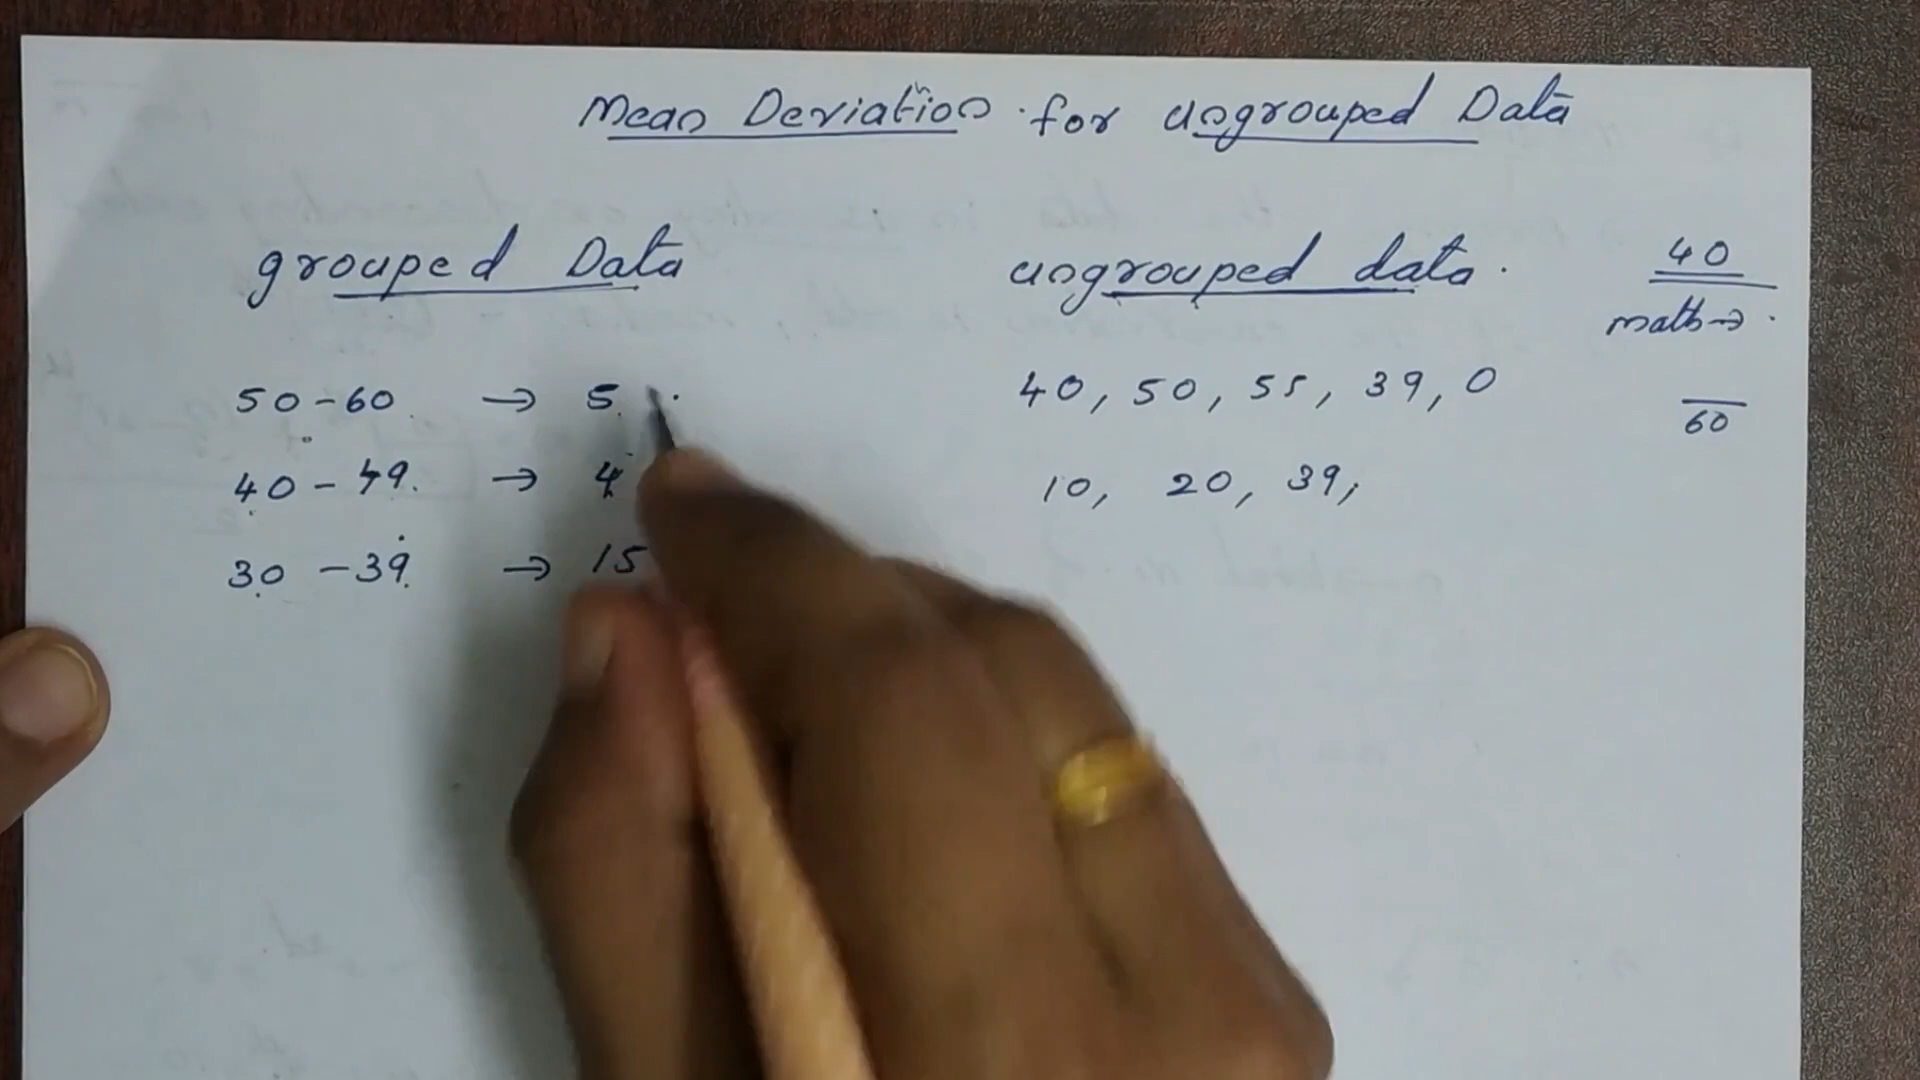 Mean Deviation for ungrouped Data
grouped Data
50-60 → 5
40-49 → 4
30-39 → 15
ungrouped data
40, 50, 55, 39, 0
10, 20, 39,
40
math →
60